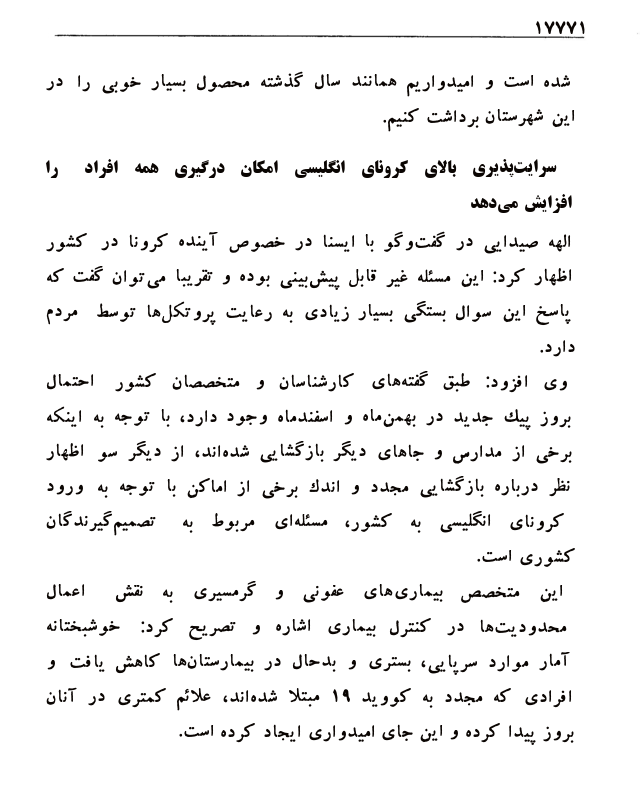 ۱۷۷۷۱
شده است و امیدواریم همانند سال گذشته محصول بسیار خوبی را در
این شهرستان برداشت کنیم.
سرایت‌پذیری بالای کرونای انگلیسی امکان درگیری همه افراد را
افزایش می‌دهد
الهه صیدایی در گفت‌وگو با ایسنا در خصوص آینده کرونا در کشور
اظهار کرد: این مسئله غیر قابل پیش‌بینی بوده و تقریبا می‌توان گفت که
پاسخ این سوال بستگی بسیار زیادی به رعایت پروتکل‌ها توسط مردم
دارد.
وی افزود: طبق گفته‌های کارشناسان و متخصصان کشور احتمال
بروز پیك جدید در بهمن‌ماه و اسفندماه وجود دارد، با توجه به اینکه
برخی از مدارس و جاهای دیگر بازگشایی شده‌اند، از دیگر سو اظهار
نظر درباره بازگشایی مجدد و اندك برخی از اماکن با توجه به ورود
کرونای انگلیسی به کشور، مسئله‌ای مربوط به تصمیم‌گیرندگان
کشوری است.
این متخصص بیماری‌های عفونی و گرمسیری به نقش اعمال
محدودیت‌ها در کنترل بیماری اشاره و تصریح کرد: خوشبختانه
آمار موارد سرپایی، بستری و بدحال در بیمارستان‌ها کاهش یافت و
افرادی که مجدد به کووید ۱۹ مبتلا شده‌اند، علائم کمتری در آنان
بروز پیدا کرده و این جای امیدواری ایجاد کرده است.